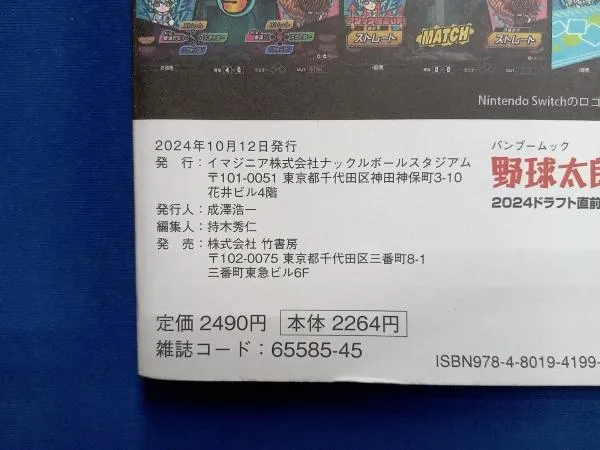 ストレート
MATCH
ストレート
Nintendo Switchのロゴ
2024年10月12日発行
発　行：イマジニア株式会社ナックルボールスタジアム
〒101-0051 東京都千代田区神田神保町3-10
花井ビル4階
発行人：成澤浩一
編集人：持木秀仁
発　売：株式会社 竹書房
〒102-0075 東京都千代田区三番町8-1
三番町東急ビル6F
バンブームック
野球太郎
2024ドラフト直前
定価 2490円 本体 2264円
雑誌コード：65585-45
ISBN978-4-8019-4199-